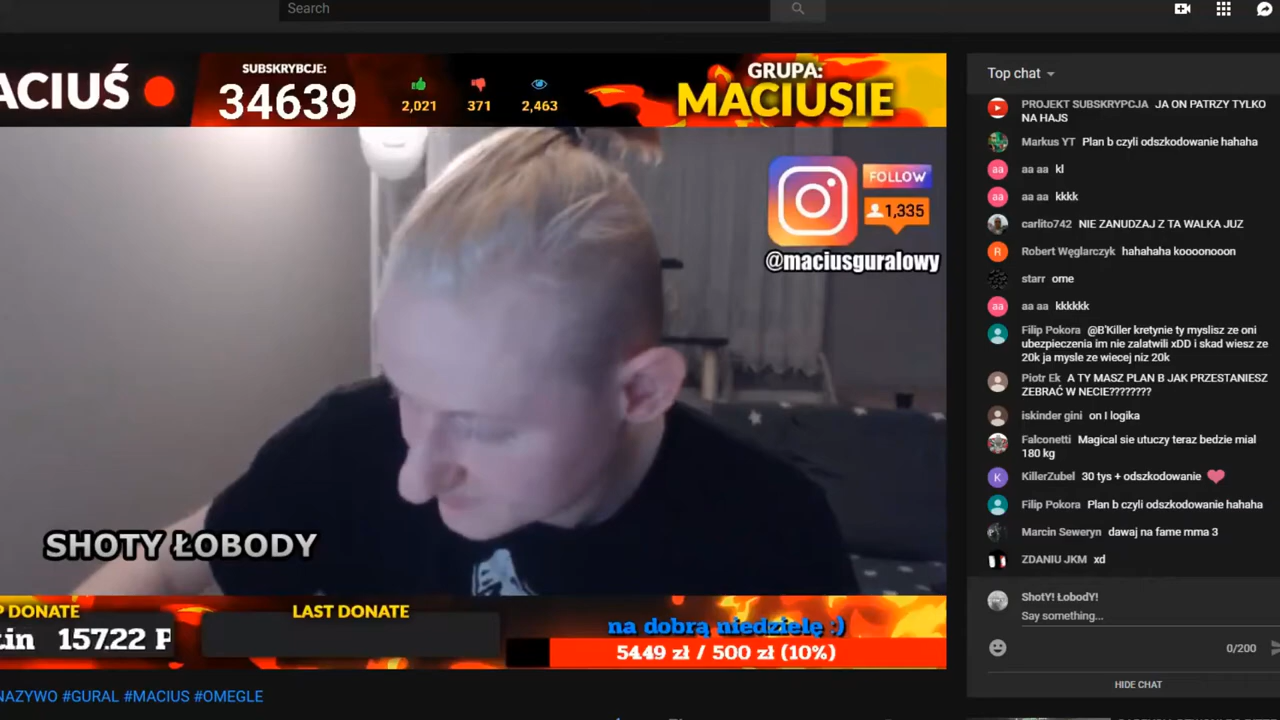 Search
ACIUŚ
SUBSKRYBCJE:
34639
2,021
371
2,463
GRUPA:
MACIUSIE
FOLLOW
1,335
@maciusguralowy
SHOTY ŁOBODY
P DONATE
in 157.22 P
LAST DONATE
na dobrą niedzielę :)
54.49 zł / 500 zł (10%)
NAZYWO #GURAL #MACIUS #OMEGLE
Top chat
PROJEKT SUBSKRYPCJA JA ON PATRZY TYLKO
NA HAJS
Markus YT Plan b czyli odszkodowanie hahaha
aa aa kl
aa aa kkkk
carlito742 NIE ZANUDZAJ Z TA WALKA JUZ
Robert Węglarczyk hahahaha koooonooon
starr ome
aa aa kkkkkk
Filip Pokora @B'Killer kretynie ty myslisz ze oni
ubezpieczenia im nie zalatwili xDD i skad wiesz ze
20k ja mysle ze wiecej niz 20k
Piotr Ek A TY MASZ PLAN B JAK PRZESTANIESZ
ZEBRAĆ W NECIE????????
iskinder gini on I logika
Falconetti Magical sie utuczy teraz bedzie mial
180 kg
KillerZubel 30 tys + odszkodowanie
Filip Pokora Plan b czyli odszkodowanie hahaha
Marcin Seweryn dawaj na fame mma 3
ZDANIU JKM xd
ShotY! ŁobodY!
Say something...
0/200
HIDE CHAT